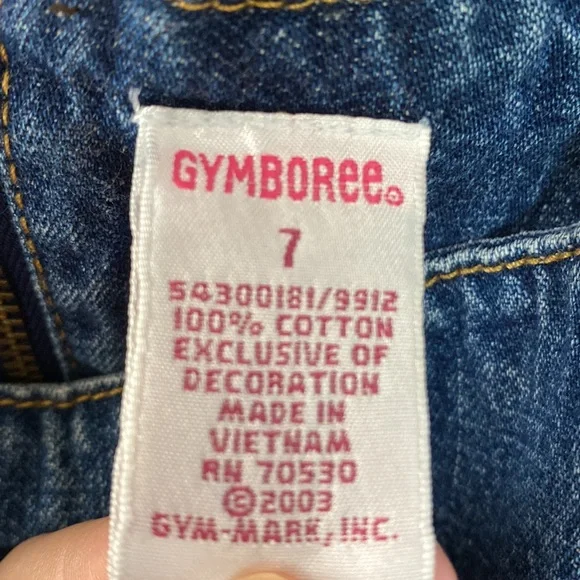 GYMBORee®
7
54300181/9912
100% COTTON
EXCLUSIVE OF
DECORATION
MADE IN
VIETNAM
RN 70530
©2003
GYM-MARK, INC.